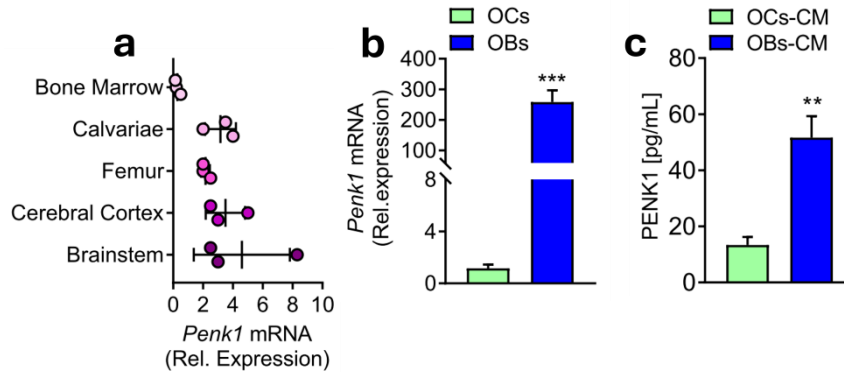 a
Bone Marrow
Calvariae
Femur
Cerebral Cortex
Brainstem
0 2 4 6 8 10
Penk1 mRNA
(Rel. Expression)
b
OCs
OBs
Penk1 mRNA
(Rel.expression)
400
300
200
100
8
4
0
***
c
OCs-CM
OBs-CM
PENK1 [pg/mL]
80
60
40
20
0
**